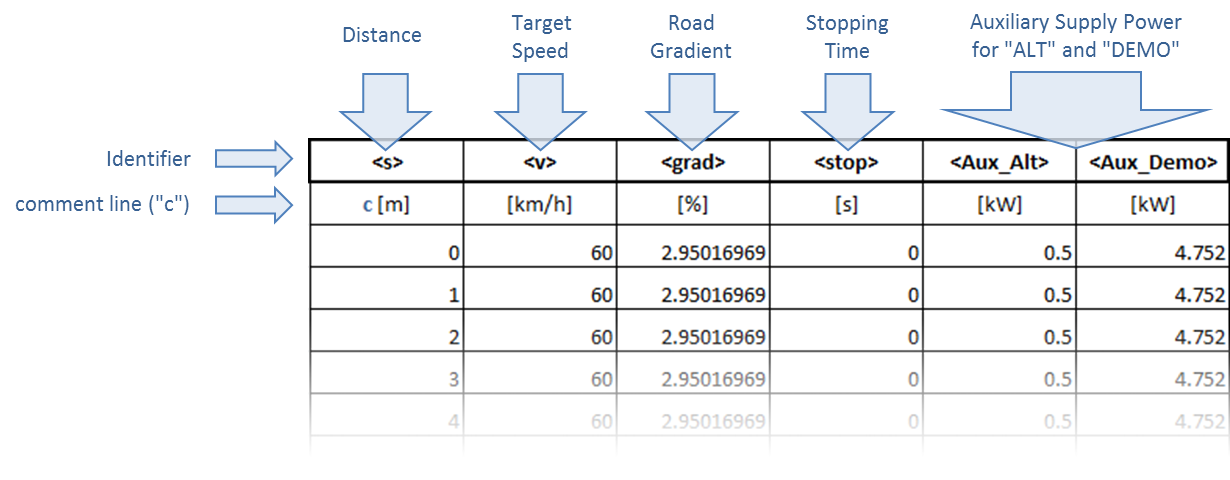 Distance
Target
Speed
Road
Gradient
Stopping
Time
Auxiliary Supply Power
for "ALT" and "DEMO"
Identifier <s> <v> <grad> <stop> <Aux_Alt> <Aux_Demo>
comment line ("c") c [m] [km/h] [%] [s] [kW] [kW]
0 60 2.95016969 0 0.5 4.752
1 60 2.95016969 0 0.5 4.752
2 60 2.95016969 0 0.5 4.752
3 60 2.95016969 0 0.5 4.752
4 60 2.95016969 0 0.5 4.752